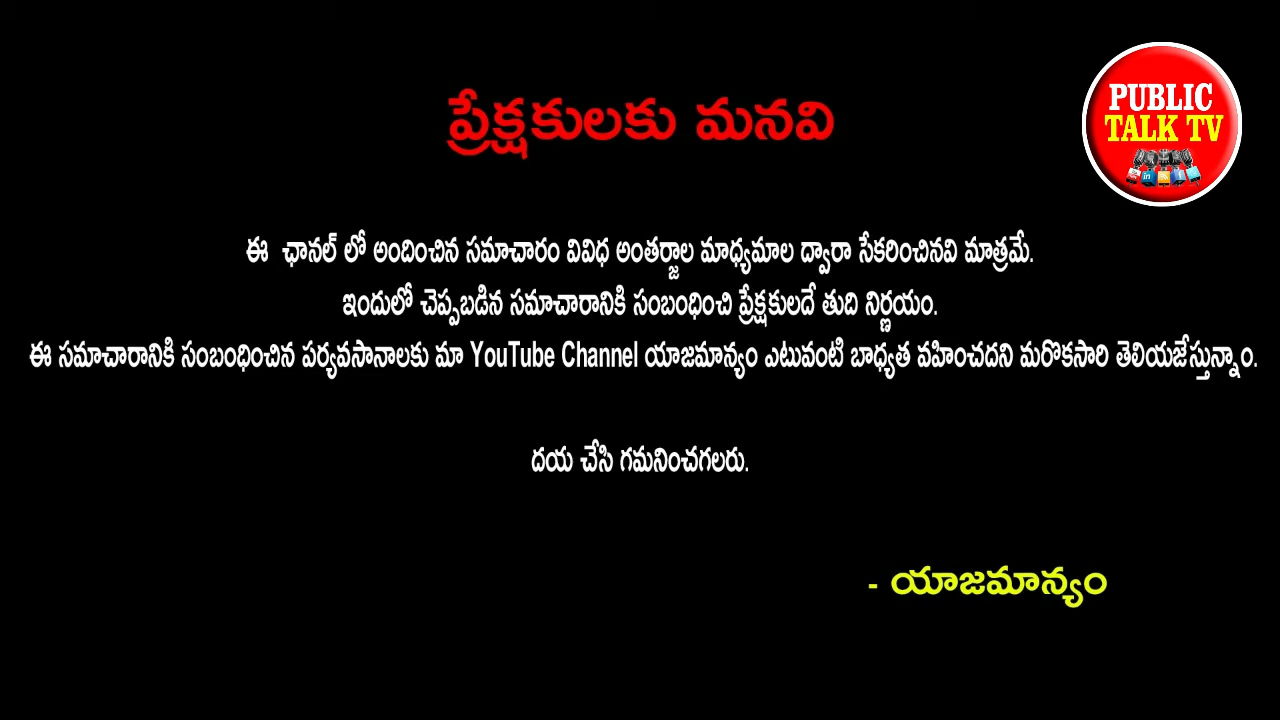 ప్రేక్షకులకు మనవి
PUBLIC
TALK TV
ఈ ఛానల్ లో అందించిన సమాచారం వివిధ అంతర్జాల మాధ్యమాల ద్వారా సేకరించినవి మాత్రమే.
ఇందులో చెప్పబడిన సమాచారానికి సంబంధించి ప్రేక్షకులదే తుది నిర్ణయం.
ఈ సమాచారానికి సంబంధించిన పర్యవసానాలకు మా YouTube Channel యాజమాన్యం ఎటువంటి బాధ్యత వహించదని మరొకసారి తెలియజేస్తున్నాం.
దయ చేసి గమనించగలరు.
- యాజమాన్యం